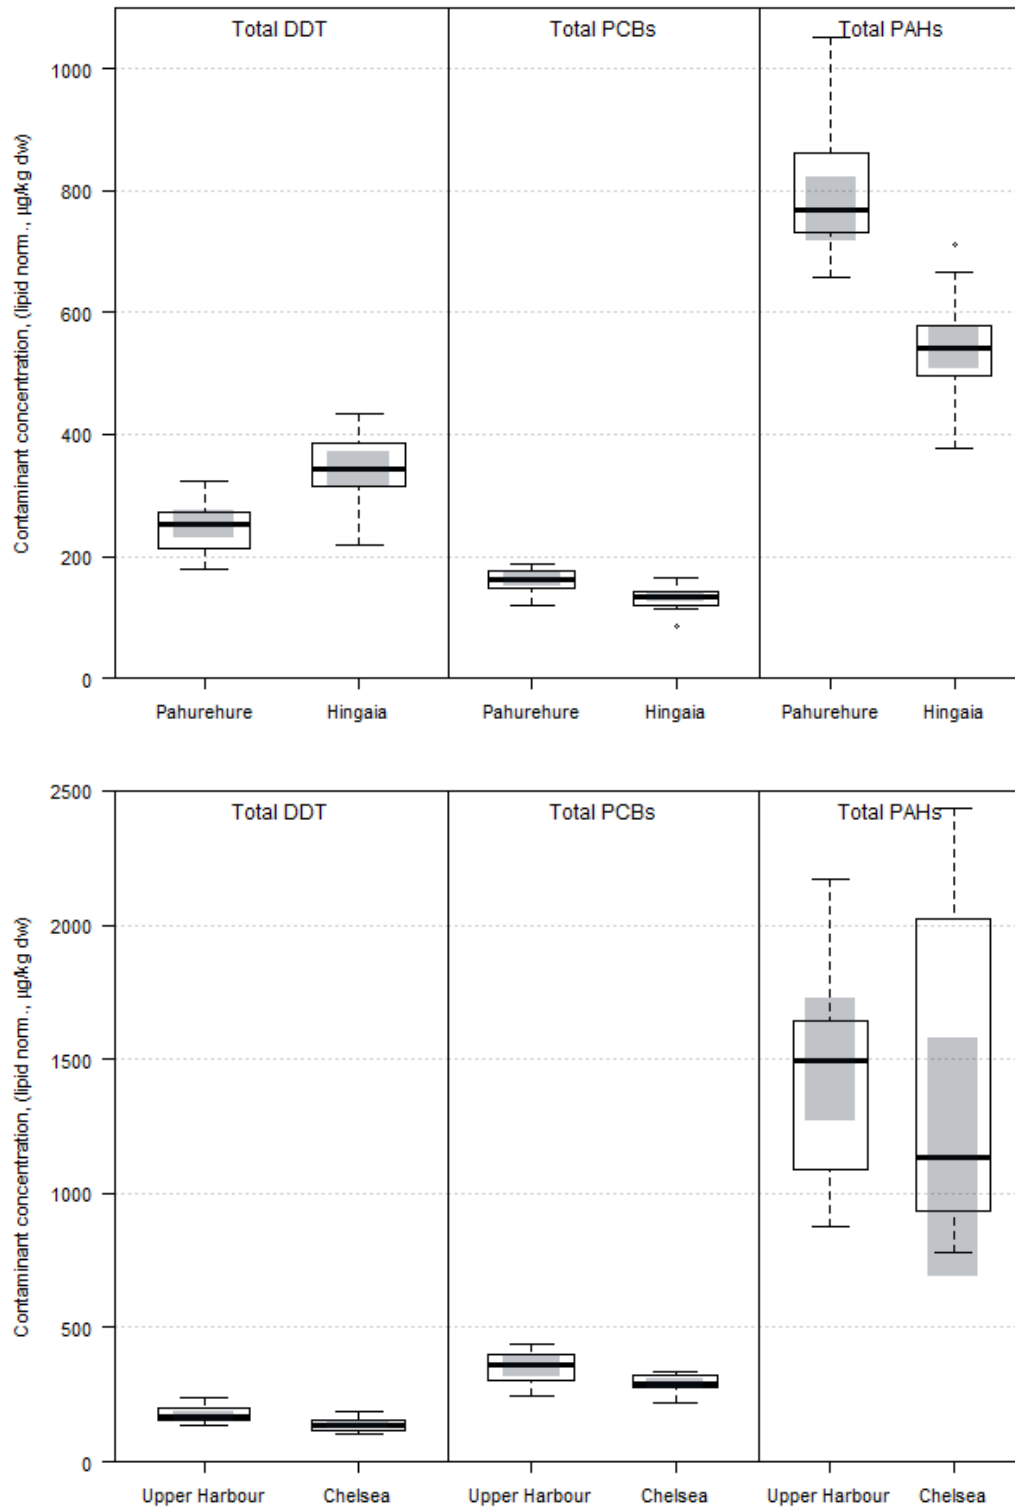 Total DDT Total PCBs Total PAHs
Contaminant concentration, (lipid norm., µg/kg dw)
1000
800
600
400
200
0
Pahurehure Hingaia Pahurehure Hingaia Pahurehure Hingaia
Total DDT Total PCBs Total PAHs
Contaminant concentration, (lipid norm., µg/kg dw)
2500
2000
1500
1000
500
0
Upper Harbour Chelsea Upper Harbour Chelsea Upper Harbour Chelsea